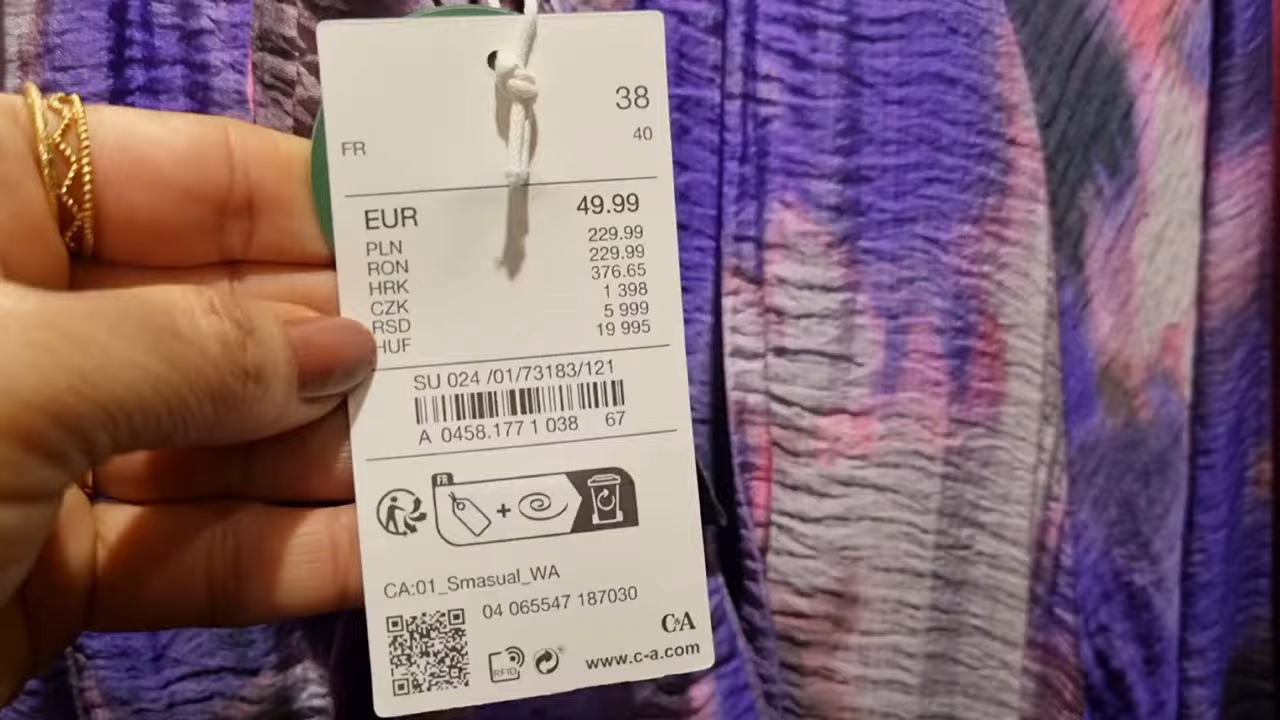 38
FR 40
EUR 49.99
PLN 229.99
RON 229.99
HRK 376.65
CZK 1 398
RSD 5 999
HUF 19 995
SU 024 /01/73183/121
A 0458.177 1 038 67
FR
+
CA:01_Smasual_WA
04 065547 187030
C&A
RFID
www.c-a.com